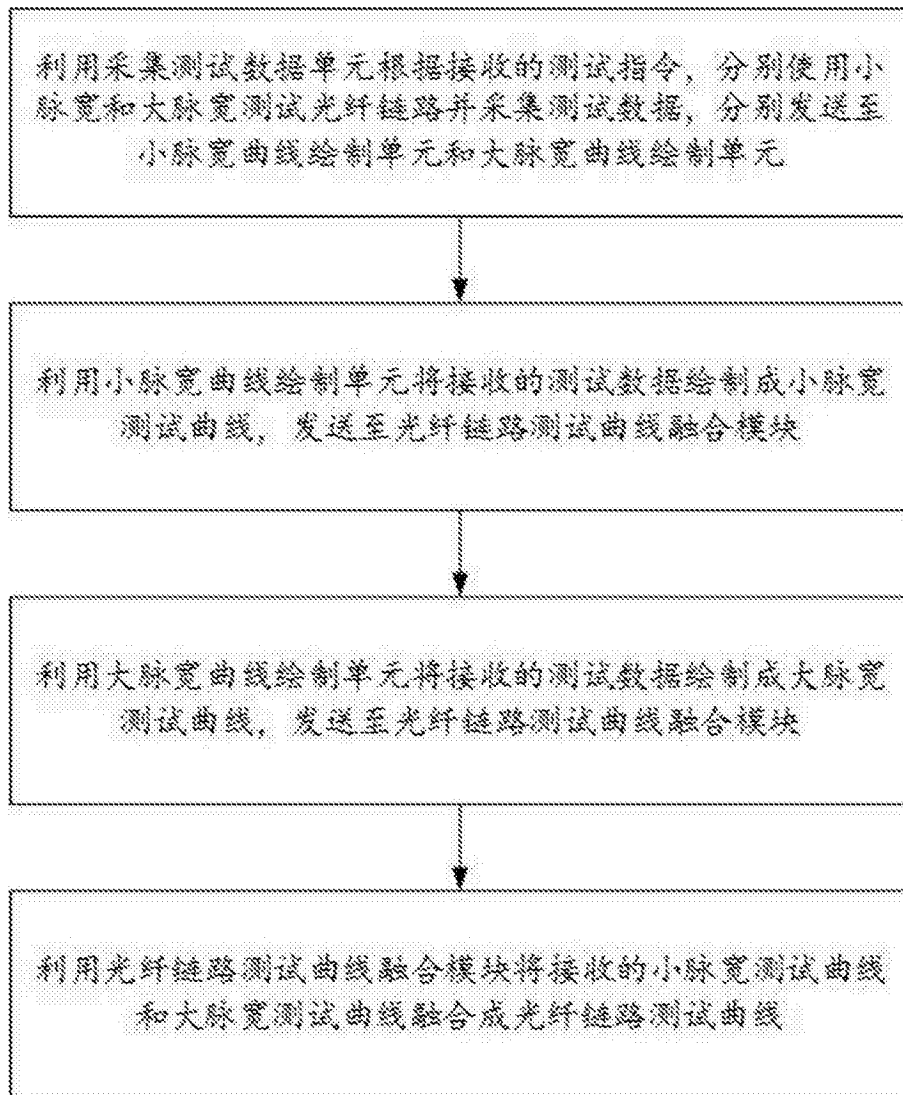 利用采集测试数据单元根据接收的测试指令，分别使用小
脉宽和大脉宽测试光纤链路并采集测试数据，分别发送至
小脉宽曲线绘制单元和大脉宽曲线绘制单元
利用小脉宽曲线绘制单元将接收的测试数据绘制成小脉宽
测试曲线，发送至光纤链路测试曲线融合模块
利用大脉宽曲线绘制单元将接收的测试数据绘制成大脉宽
测试曲线，发送至光纤链路测试曲线融合模块
利用光纤链路测试曲线融合模块将接收的小脉宽测试曲线
和大脉宽测试曲线融合成光纤链路测试曲线